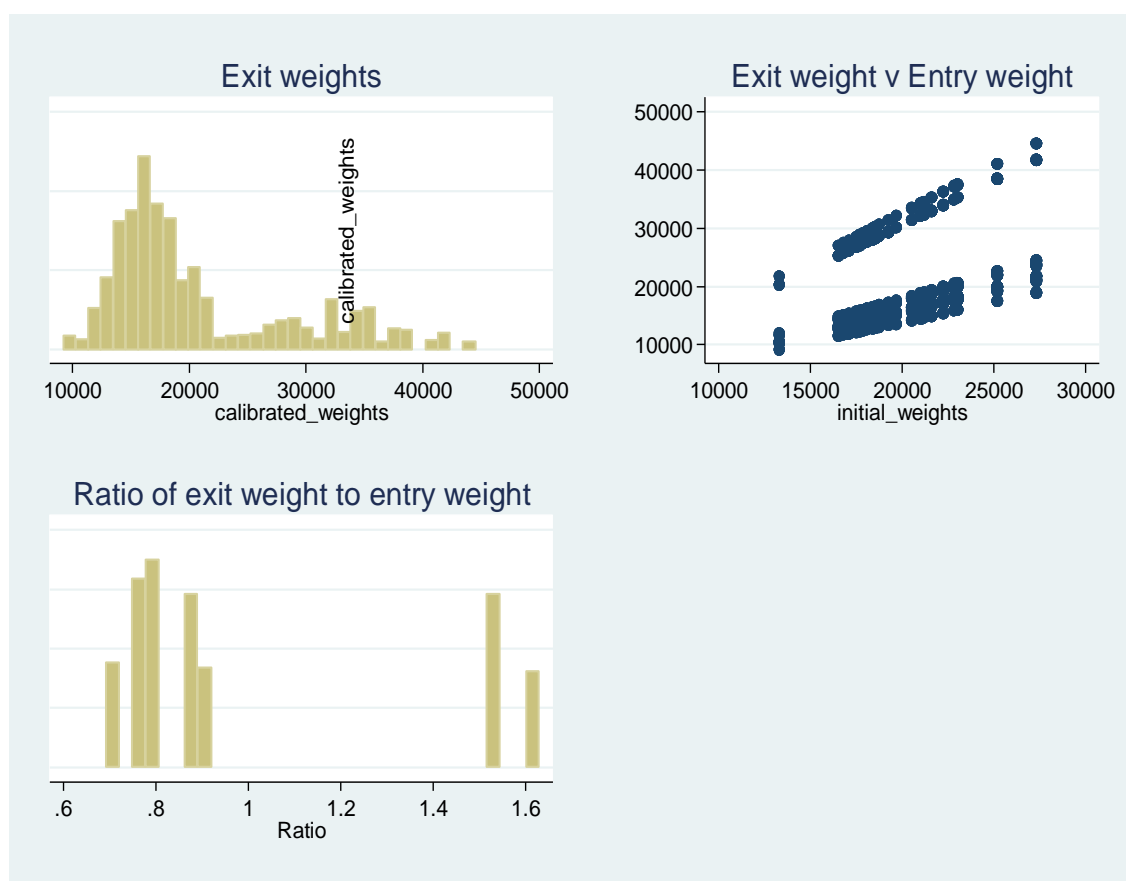 Exit weights
calibrated_weights
10000 20000 30000 40000 50000
calibrated_weights
Exit weight v Entry weight
50000
40000
30000
20000
10000
10000 15000 20000 25000 30000
initial_weights
Ratio of exit weight to entry weight
.6 .8 1 1.2 1.4 1.6
Ratio